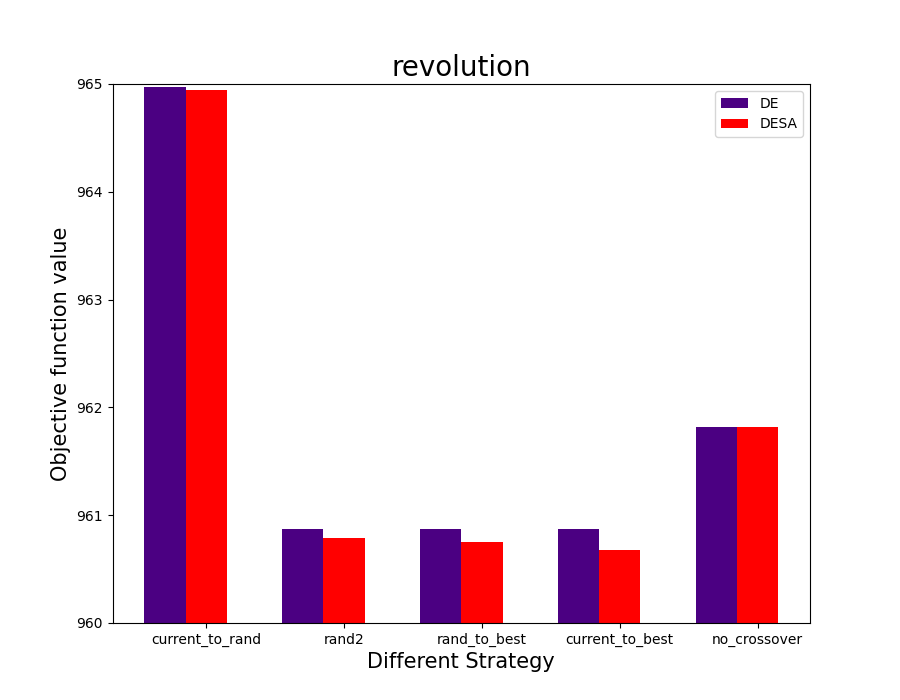 revolution
DE
DESA
965
964
963
962
961
960
Objective function value
current_to_rand
rand2
rand_to_best
current_to_best
no_crossover
Different Strategy